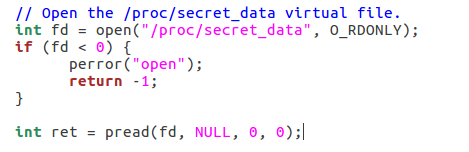 // Open the /proc/secret_data virtual file.
int fd = open("/proc/secret_data", O_RDONLY);
if (fd < 0) {
perror("open");
return -1;
}
int ret = pread(fd, NULL, 0, 0);